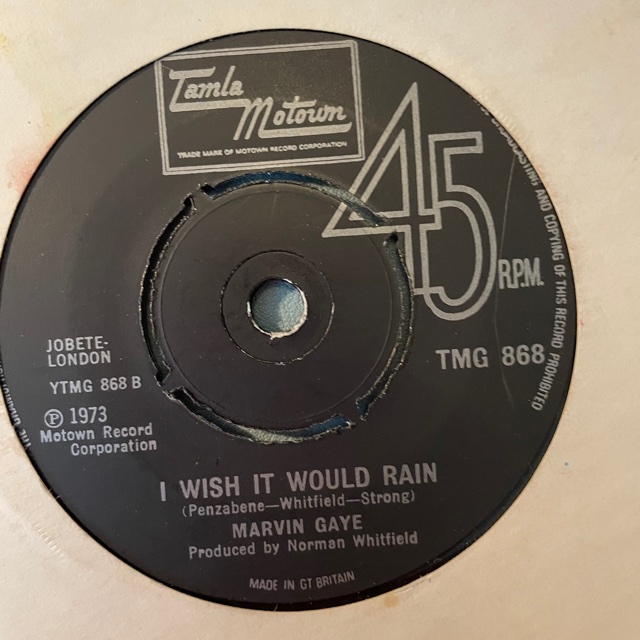 Tamla
Motown
TRADE MARK OF MOTOWN RECORD CORPORATION
45
R.P.M.
BROADCASTING AND COPYING OF THIS RECORD PROHIBITED
JOBETE-
LONDON
YTMG 868 B
TMG 868
Ⓟ 1973
Motown Record
Corporation
I WISH IT WOULD RAIN
(Penzabene—Whitfield—Strong)
MARVIN GAYE
Produced by Norman Whitfield
MADE IN GT BRITAIN